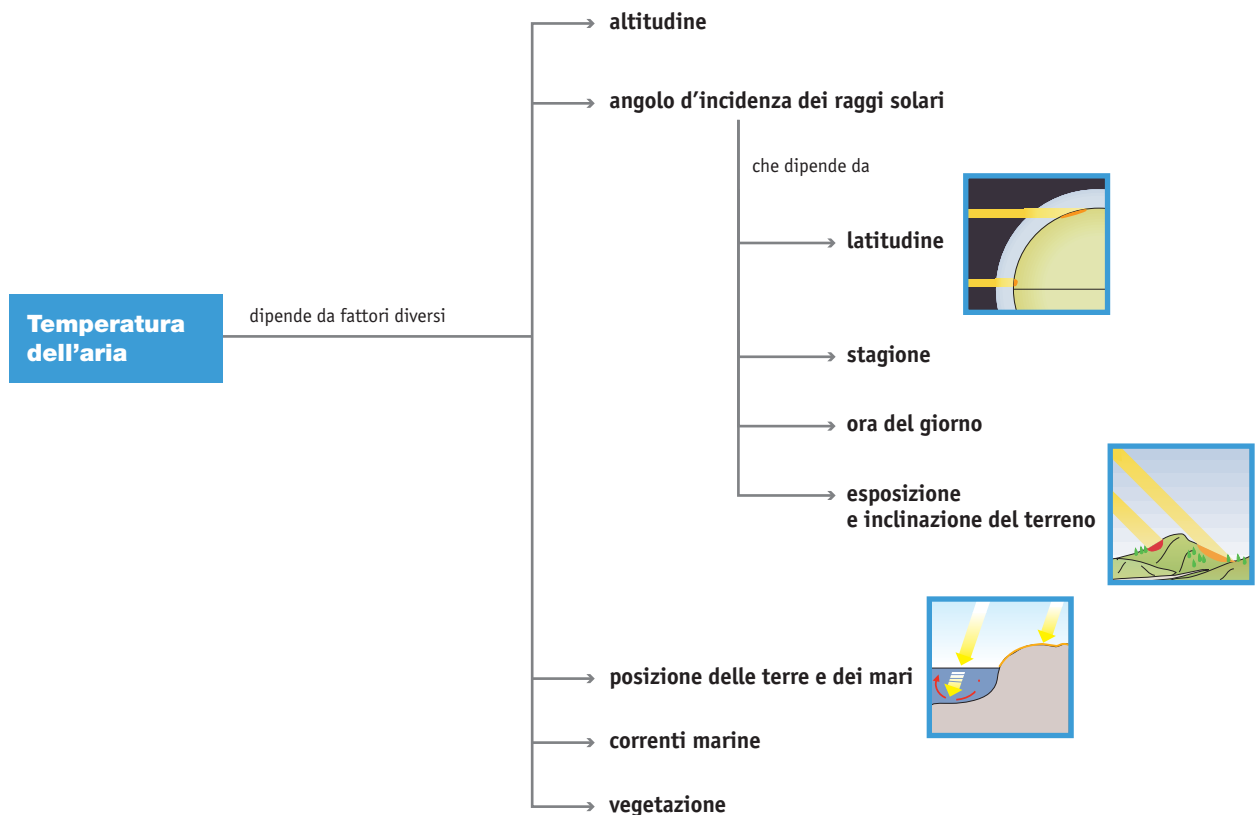 Temperatura
dell'aria
dipende da fattori diversi
altitudine
angolo d'incidenza dei raggi solari
che dipende da
latitudine
stagione
ora del giorno
esposizione
e inclinazione del terreno
posizione delle terre e dei mari
correnti marine
vegetazione